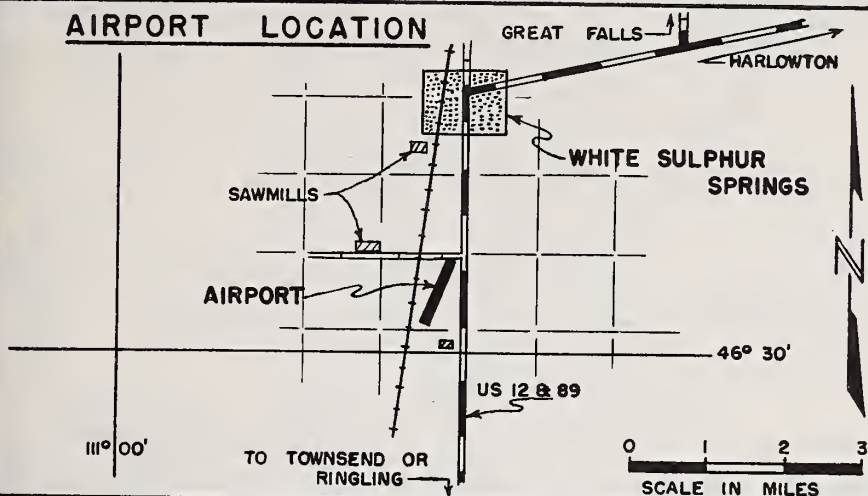 AIRPORT LOCATION
GREAT FALLS
HARLOWTON
WHITE SULPHUR
SPRINGS
SAWMILLS
AIRPORT
46° 30'
US 12 & 89
111° 00'
TO TOWNSEND OR
RINGLING
N
0 1 2 3
SCALE IN MILES